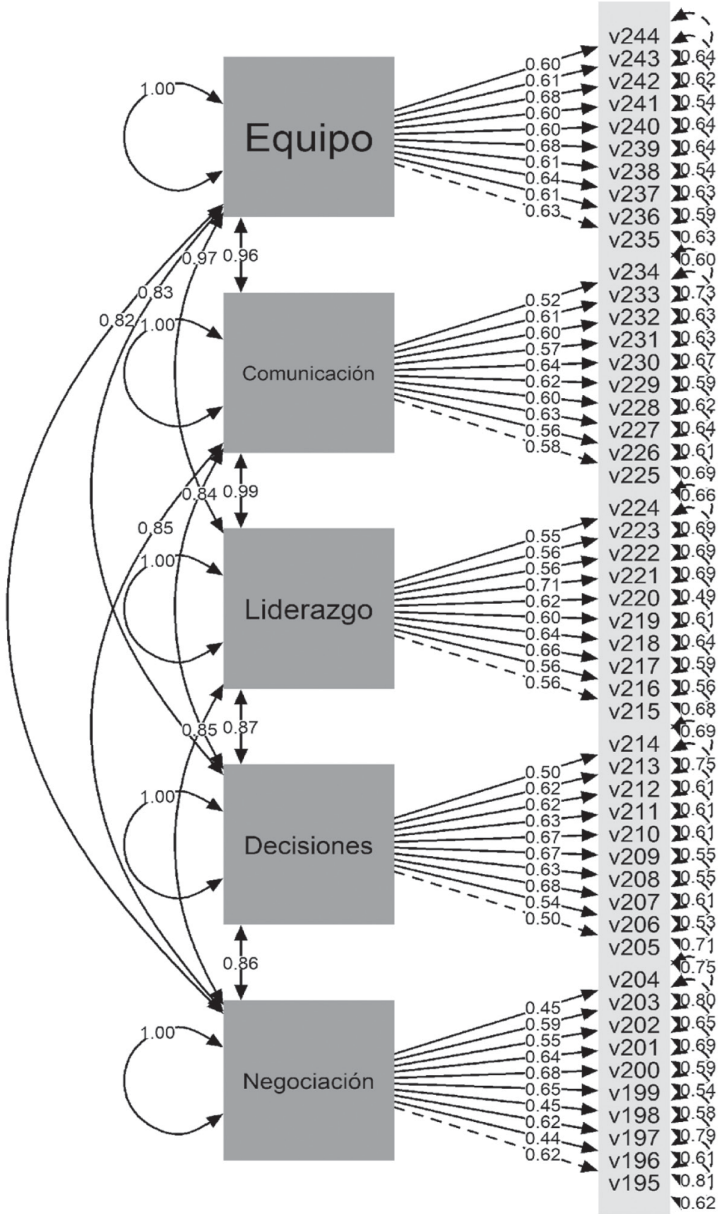 v244
0.60 v243 0.64
0.61 v242 0.62
1.00 0.68 v241 0.54
0.60 v240 0.64
Equipo 0.60 v239 0.64
0.68 v238 0.54
0.61 v237 0.63
0.64 v236 0.59
0.61 v235 0.63
0.63
0.97 0.96 0.60
v234
0.83 v233 0.73
0.82 0.52 v232 0.63
1.00 0.61 v231 0.63
0.60 v230 0.67
0.57 v229 0.59
Comunicación 0.64 v228 0.62
0.62 v227 0.64
0.60 v226 0.61
0.63 v225 0.69
0.56
0.58
0.84 0.99 0.66
v224
0.85 v223 0.69
0.55 v222 0.69
1.00 0.56 v221 0.69
0.56 v220 0.49
0.71 v219 0.61
Liderazgo 0.62 v218 0.64
0.60 v217 0.59
0.64 v216 0.56
0.66 v215 0.68
0.56
0.56
0.85 0.87 0.69
v214
0.50 v213 0.75
0.62 v212 0.61
1.00 0.62 v211 0.61
0.63 v210 0.61
Decisiones 0.67 v209 0.55
0.67 v208 0.55
0.63 v207 0.61
0.68 v206 0.53
0.54 v205 0.71
0.50
0.86 0.75
v204
0.45 v203 0.80
0.59 v202 0.65
1.00 0.55 v201 0.69
0.64 v200 0.59
Negociación 0.68 v199 0.54
0.65 v198 0.58
0.45 v197 0.79
0.62 v196 0.61
0.44 v195 0.81
0.62
0.62